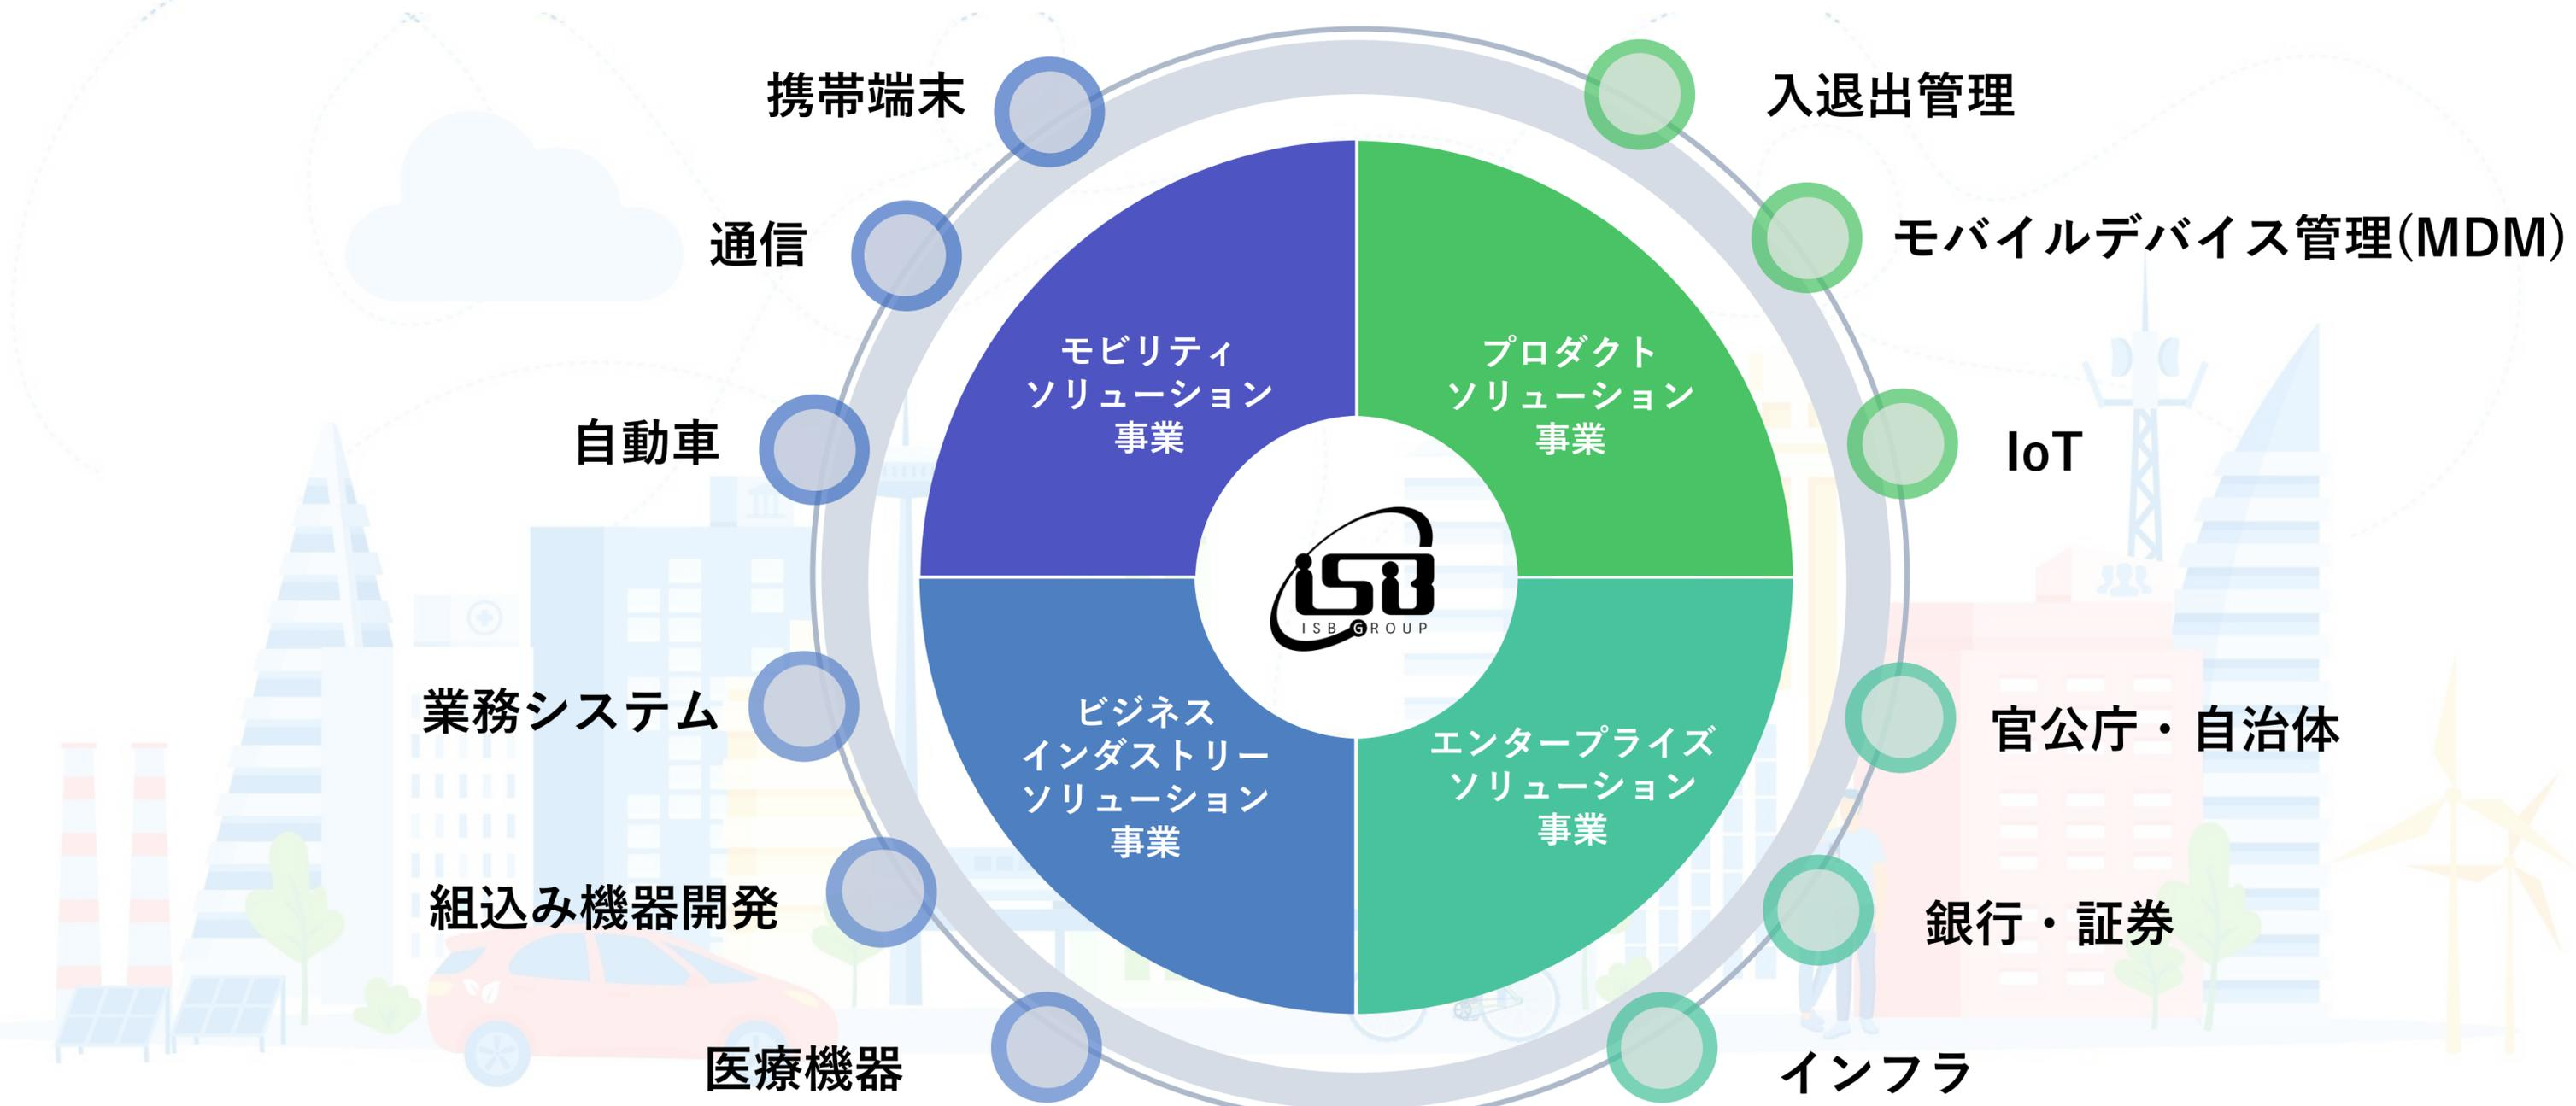 携帯端末
通信
自動車
業務システム
組込み機器開発
医療機器
モビリティ
ソリューション
事業
プロダクト
ソリューション
事業
isB
ISB GROUP
ビジネス
インダストリー
ソリューション
事業
エンタープライズ
ソリューション
事業
入退出管理
モバイルデバイス管理(MDM)
IoT
官公庁・自治体
銀行・証券
インフラ